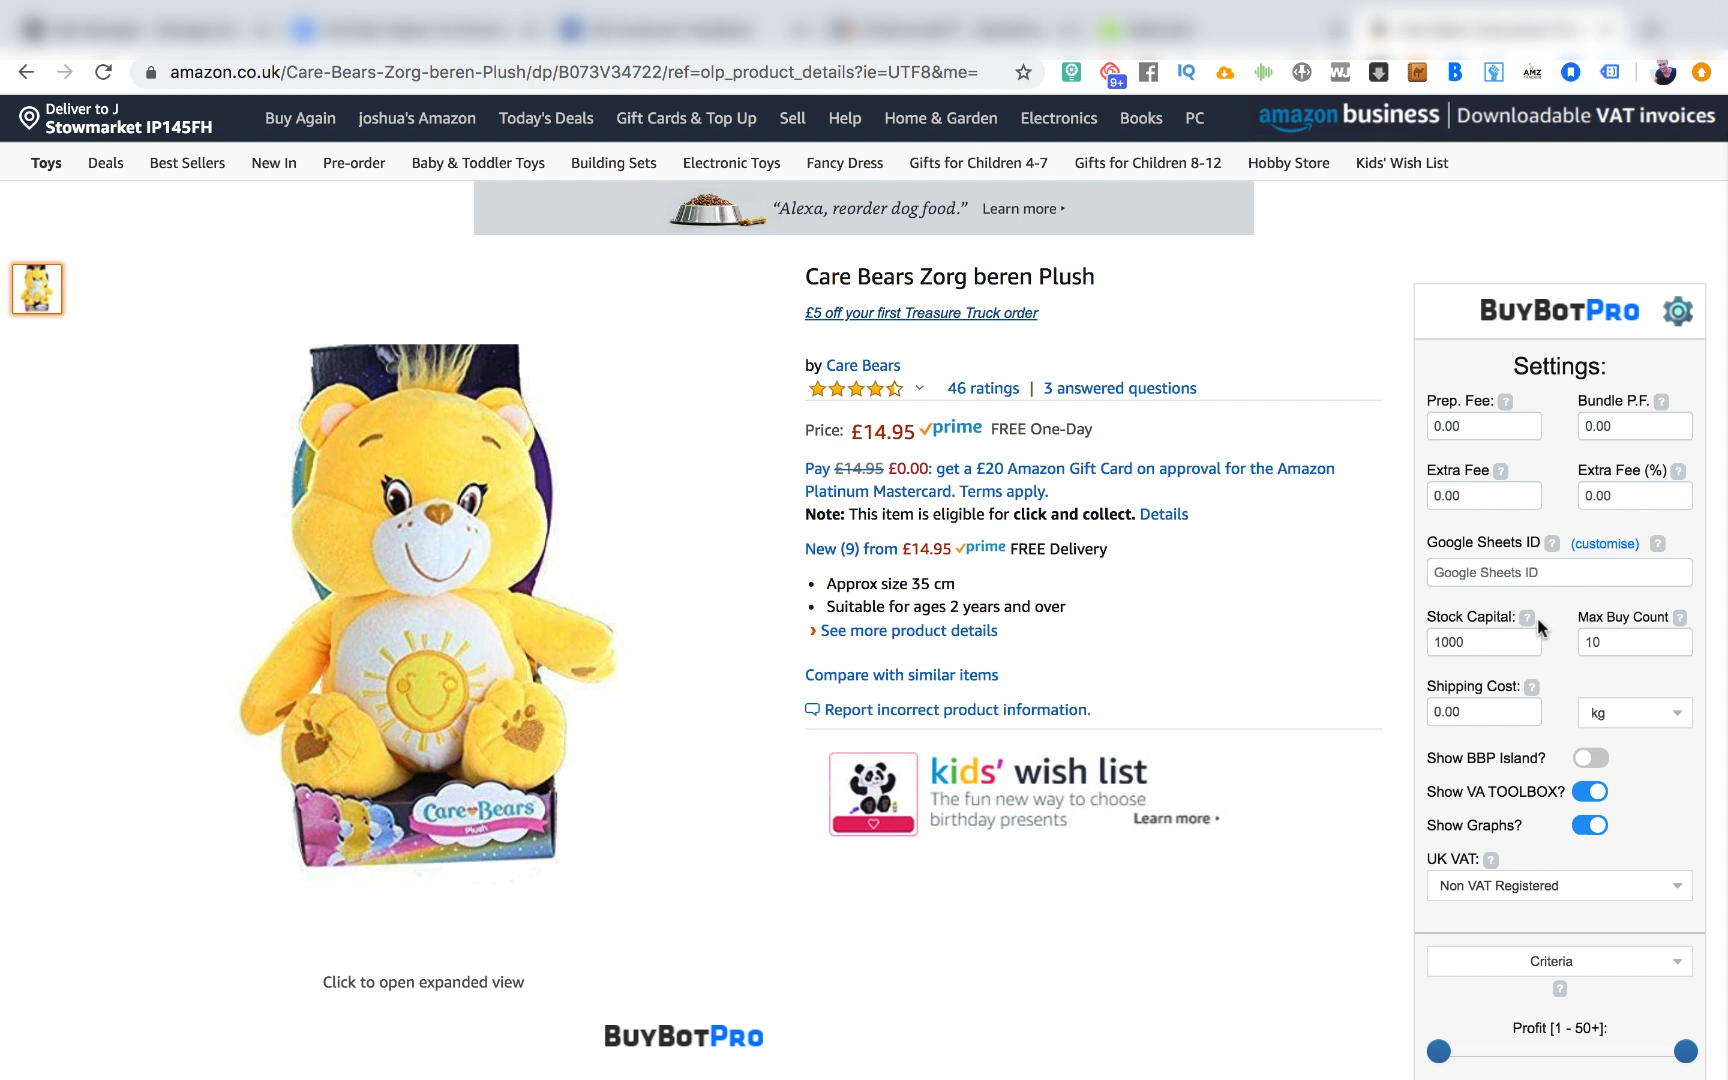 amazon.co.uk/Care-Bears-Zorg-beren-Plush/dp/B073V34722/ref=olp_product_details?ie=UTF8&me=
9+
IQ
WJ
B
AMZ
Deliver to J
Stowmarket IP145FH
Buy Again
joshua's Amazon
Today's Deals
Gift Cards & Top Up
Sell
Help
Home & Garden
Electronics
Books
PC
amazon business | Downloadable VAT invoices
Toys
Deals
Best Sellers
New In
Pre-order
Baby & Toddler Toys
Building Sets
Electronic Toys
Fancy Dress
Gifts for Children 4-7
Gifts for Children 8-12
Hobby Store
Kids' Wish List
“Alexa, reorder dog food.” Learn more
Care Bears Zorg beren Plush
£5 off your first Treasure Truck order
by Care Bears
46 ratings | 3 answered questions
Price: £14.95 prime FREE One-Day
Pay £14.95 £0.00: get a £20 Amazon Gift Card on approval for the Amazon
Platinum Mastercard. Terms apply.
Note: This item is eligible for click and collect. Details
New (9) from £14.95 prime FREE Delivery
• Approx size 35 cm
• Suitable for ages 2 years and over
› See more product details
Compare with similar items
Report incorrect product information.
kids' wish list
The fun new way to choose
birthday presents
Learn more
Care Bears
Plush
Click to open expanded view
BUYBOTPRO
BUYBOTPRO
Settings:
Prep. Fee: ?
Bundle P.F. ?
0.00
0.00
Extra Fee ?
Extra Fee (%) ?
0.00
0.00
Google Sheets ID ? (customise) ?
Google Sheets ID
Stock Capital: ?
Max Buy Count ?
1000
10
Shipping Cost: ?
0.00
kg
Show BBP Island?
Show VA TOOLBOX?
Show Graphs?
UK VAT: ?
Non VAT Registered
Criteria
?
Profit [1 - 50+]: